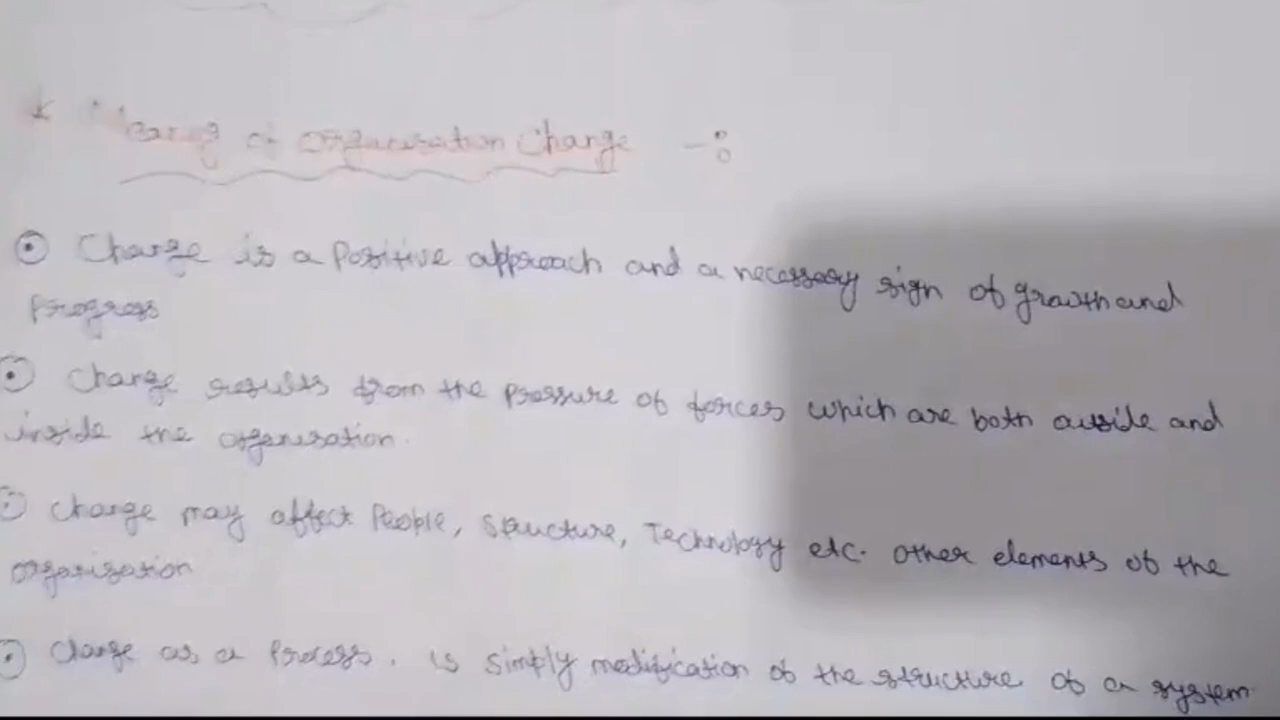 * Meaning of Organisation Change -:
Change is a Positive approach and a necessary sign of growth and
Progress
Change results from the pressure of forces which are both outside and
inside the organisation.
Change may affect People, Structure, Technology etc. other elements of the
organisation
Change as a Process. is simply modification of the structure of a system